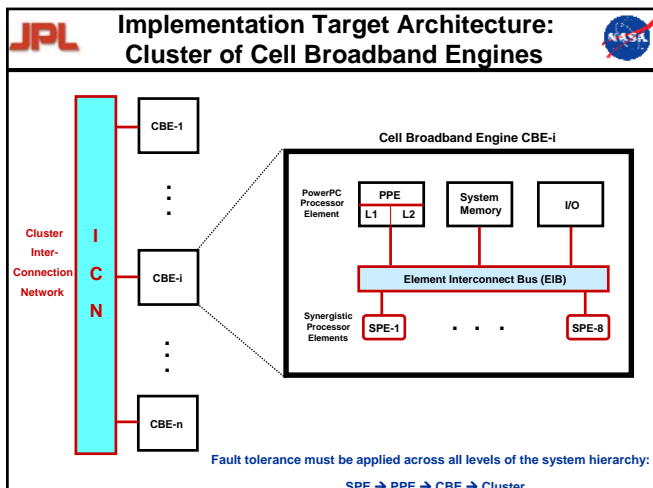 JPL
Implementation Target Architecture:
Cluster of Cell Broadband Engines
NASA
CBE-1
Cluster
Inter-
Connection
Network
I
C
N
CBE-i
CBE-n
Cell Broadband Engine CBE-i
PowerPC
Processor
Element
PPE
L1 L2
System
Memory
I/O
Element Interconnect Bus (EIB)
Synergistic
Processor
Elements
SPE-1
. . .
SPE-8
Fault tolerance must be applied across all levels of the system hierarchy:
SPE → PPE → CBE → Cluster